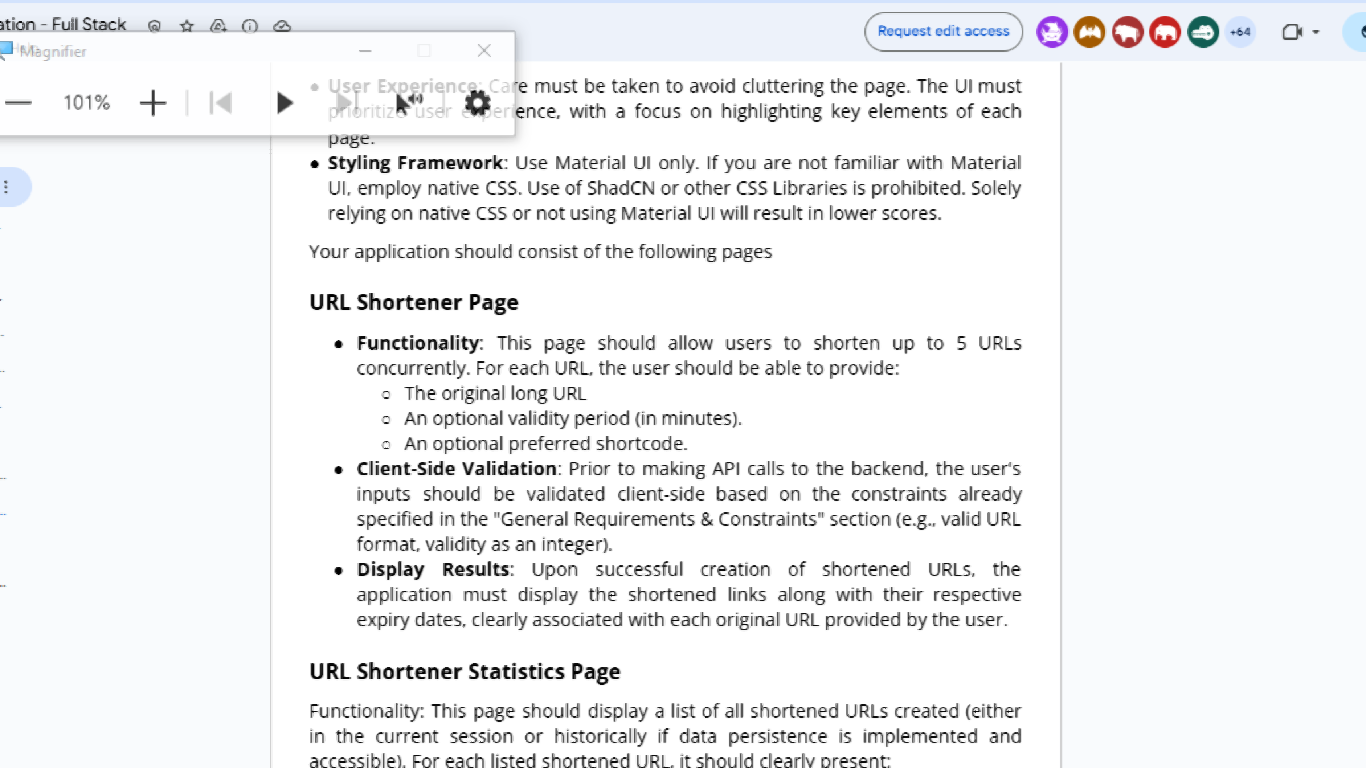 ation - Full Stack
Request edit access
+64
Magnifier
101%
• User Experience: Care must be taken to avoid cluttering the page. The UI must
prioritize user experience, with a focus on highlighting key elements of each
page.
• Styling Framework: Use Material UI only. If you are not familiar with Material
UI, employ native CSS. Use of ShadCN or other CSS Libraries is prohibited. Solely
relying on native CSS or not using Material UI will result in lower scores.
Your application should consist of the following pages
URL Shortener Page
• Functionality: This page should allow users to shorten up to 5 URLs
concurrently. For each URL, the user should be able to provide:
○ The original long URL
○ An optional validity period (in minutes).
○ An optional preferred shortcode.
• Client-Side Validation: Prior to making API calls to the backend, the user's
inputs should be validated client-side based on the constraints already
specified in the "General Requirements & Constraints" section (e.g., valid URL
format, validity as an integer).
• Display Results: Upon successful creation of shortened URLs, the
application must display the shortened links along with their respective
expiry dates, clearly associated with each original URL provided by the user.
URL Shortener Statistics Page
Functionality: This page should display a list of all shortened URLs created (either
in the current session or historically if data persistence is implemented and
accessible). For each listed shortened URL, it should clearly present: